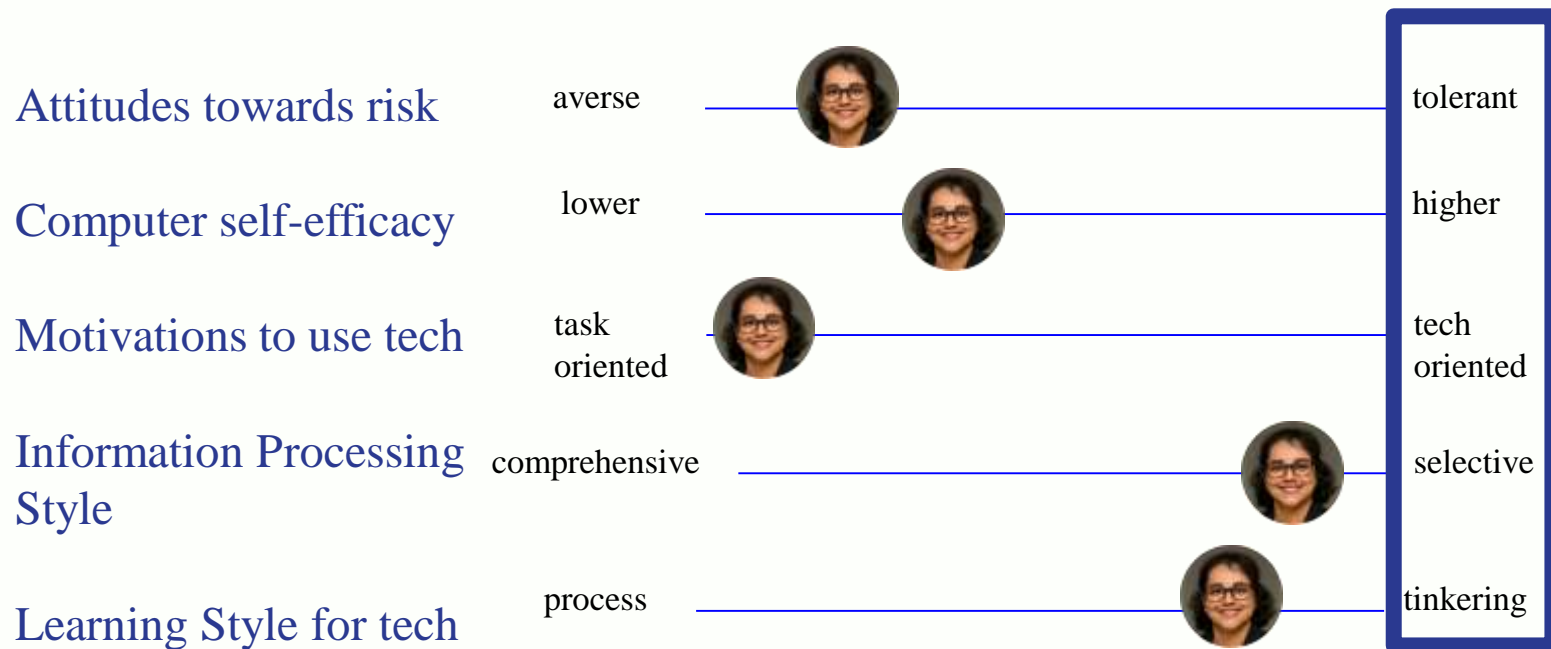 Attitudes towards risk averse tolerant
Computer self-efficacy lower higher
Motivations to use tech task oriented tech oriented
Information Processing Style comprehensive selective
Learning Style for tech process tinkering